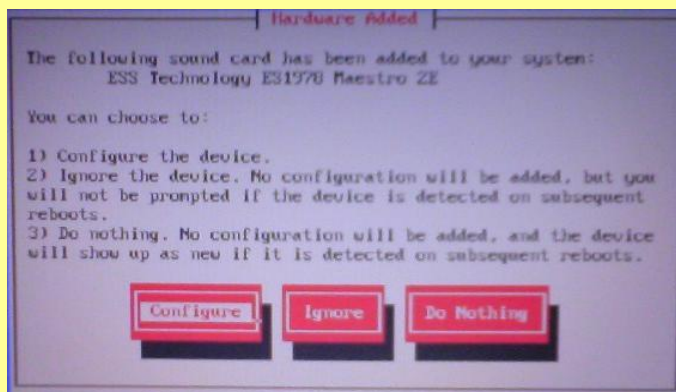 Hardware Added
The following sound card has been added to your system:
ESS Technology ES1978 Maestro 2E
You can choose to:
1) Configure the device.
2) Ignore the device. No configuration will be added, but you
will not be prompted if the device is detected on subsequent
reboots.
3) Do nothing. No configuration will be added, and the device
will show up as new if it is detected on subsequent reboots.
Configure Ignore Do Nothing